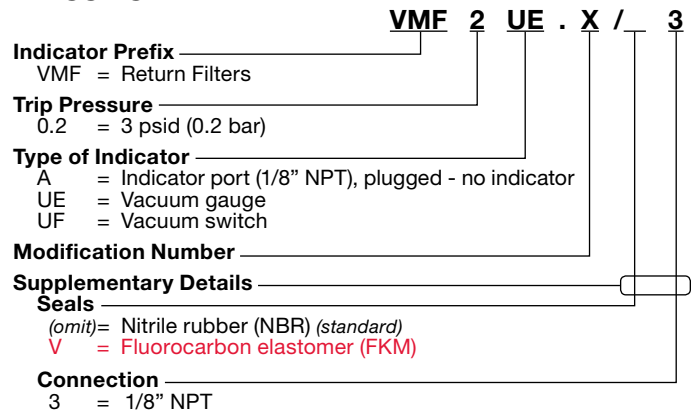 VMF 2 UE . X /_ 3
Indicator Prefix
VMF = Return Filters
Trip Pressure
0.2 = 3 psid (0.2 bar)
Type of Indicator
A = Indicator port (1/8” NPT), plugged - no indicator
UE = Vacuum gauge
UF = Vacuum switch
Modification Number
Supplementary Details
Seals
(omit)= Nitrile rubber (NBR) (standard)
V = Fluorocarbon elastomer (FKM)
Connection
3 = 1/8” NPT